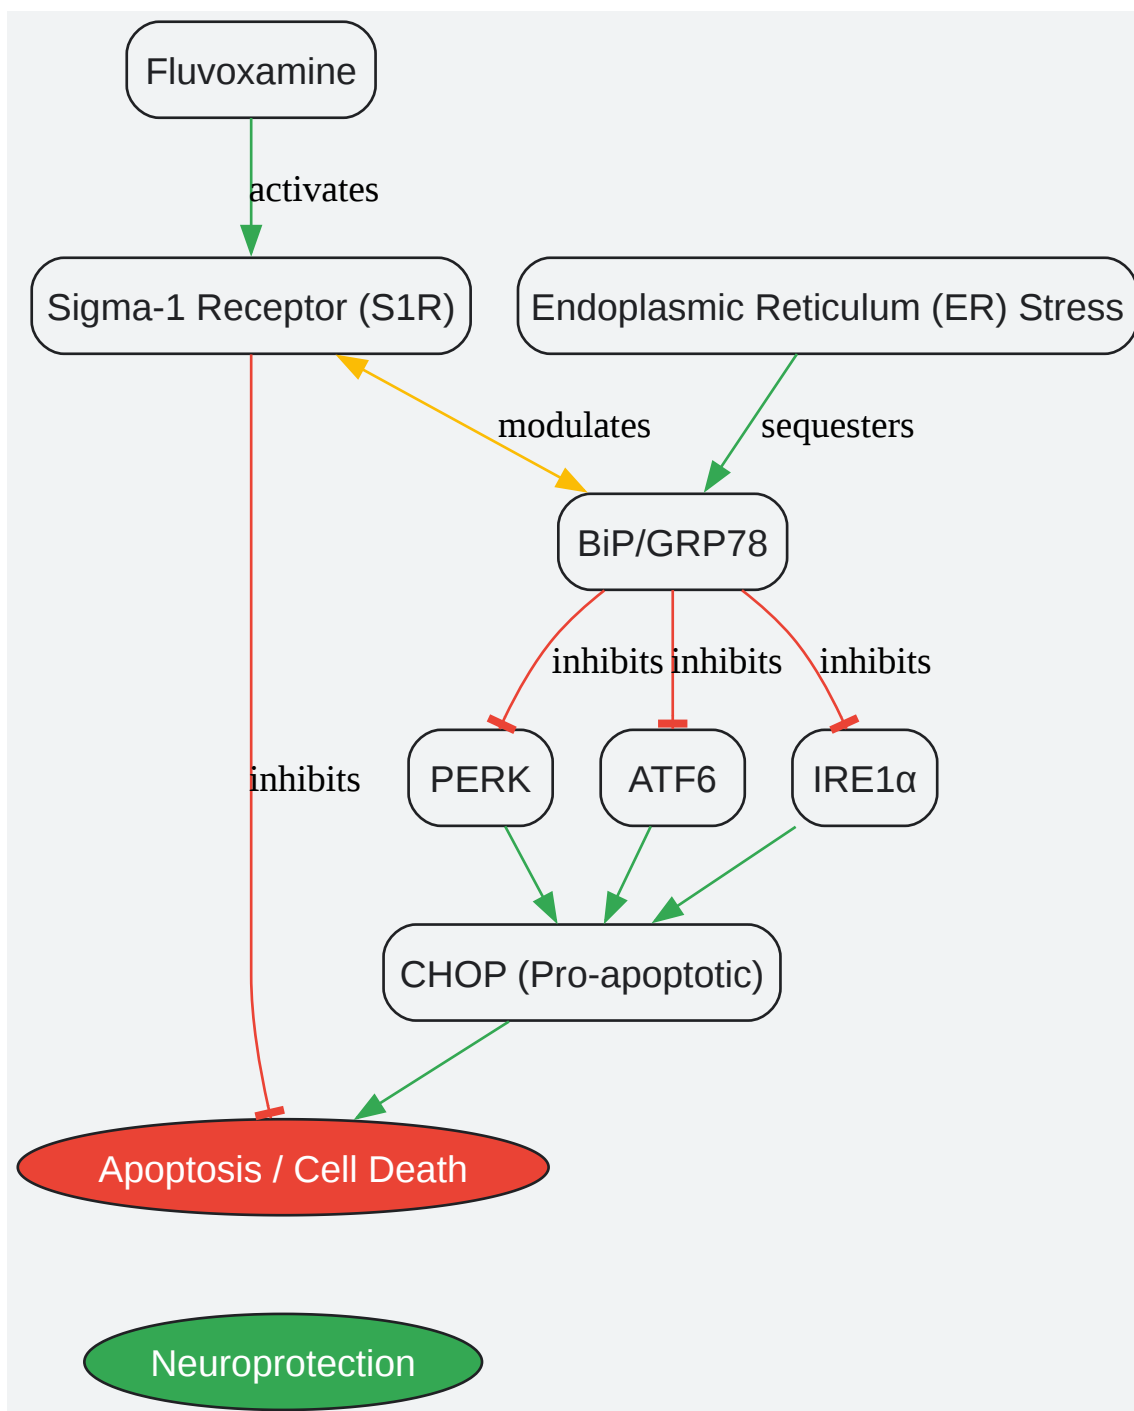 Fluvoxamine
activates
Sigma-1 Receptor (S1R)
Endoplasmic Reticulum (ER) Stress
modulates
sequesters
BiP/GRP78
inhibits
inhibits
inhibits
PERK
ATF6
IRE1α
inhibits
CHOP (Pro-apoptotic)
Apoptosis / Cell Death
Neuroprotection